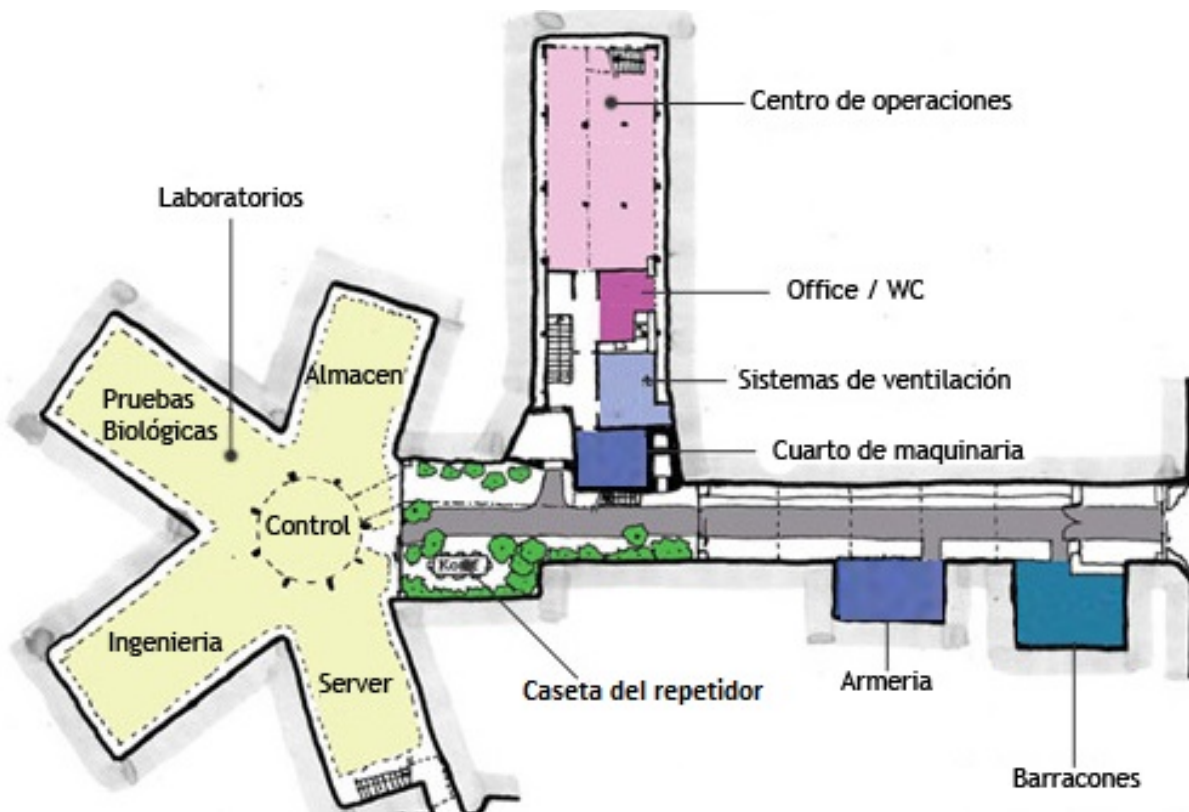 Centro de operaciones
Laboratorios
Office / WC
Almacen
Sistemas de ventilación
Pruebas
Biológicas
Cuarto de maquinaria
Control
Ingenieria
Server
Caseta del repetidor
Armeria
Barracones